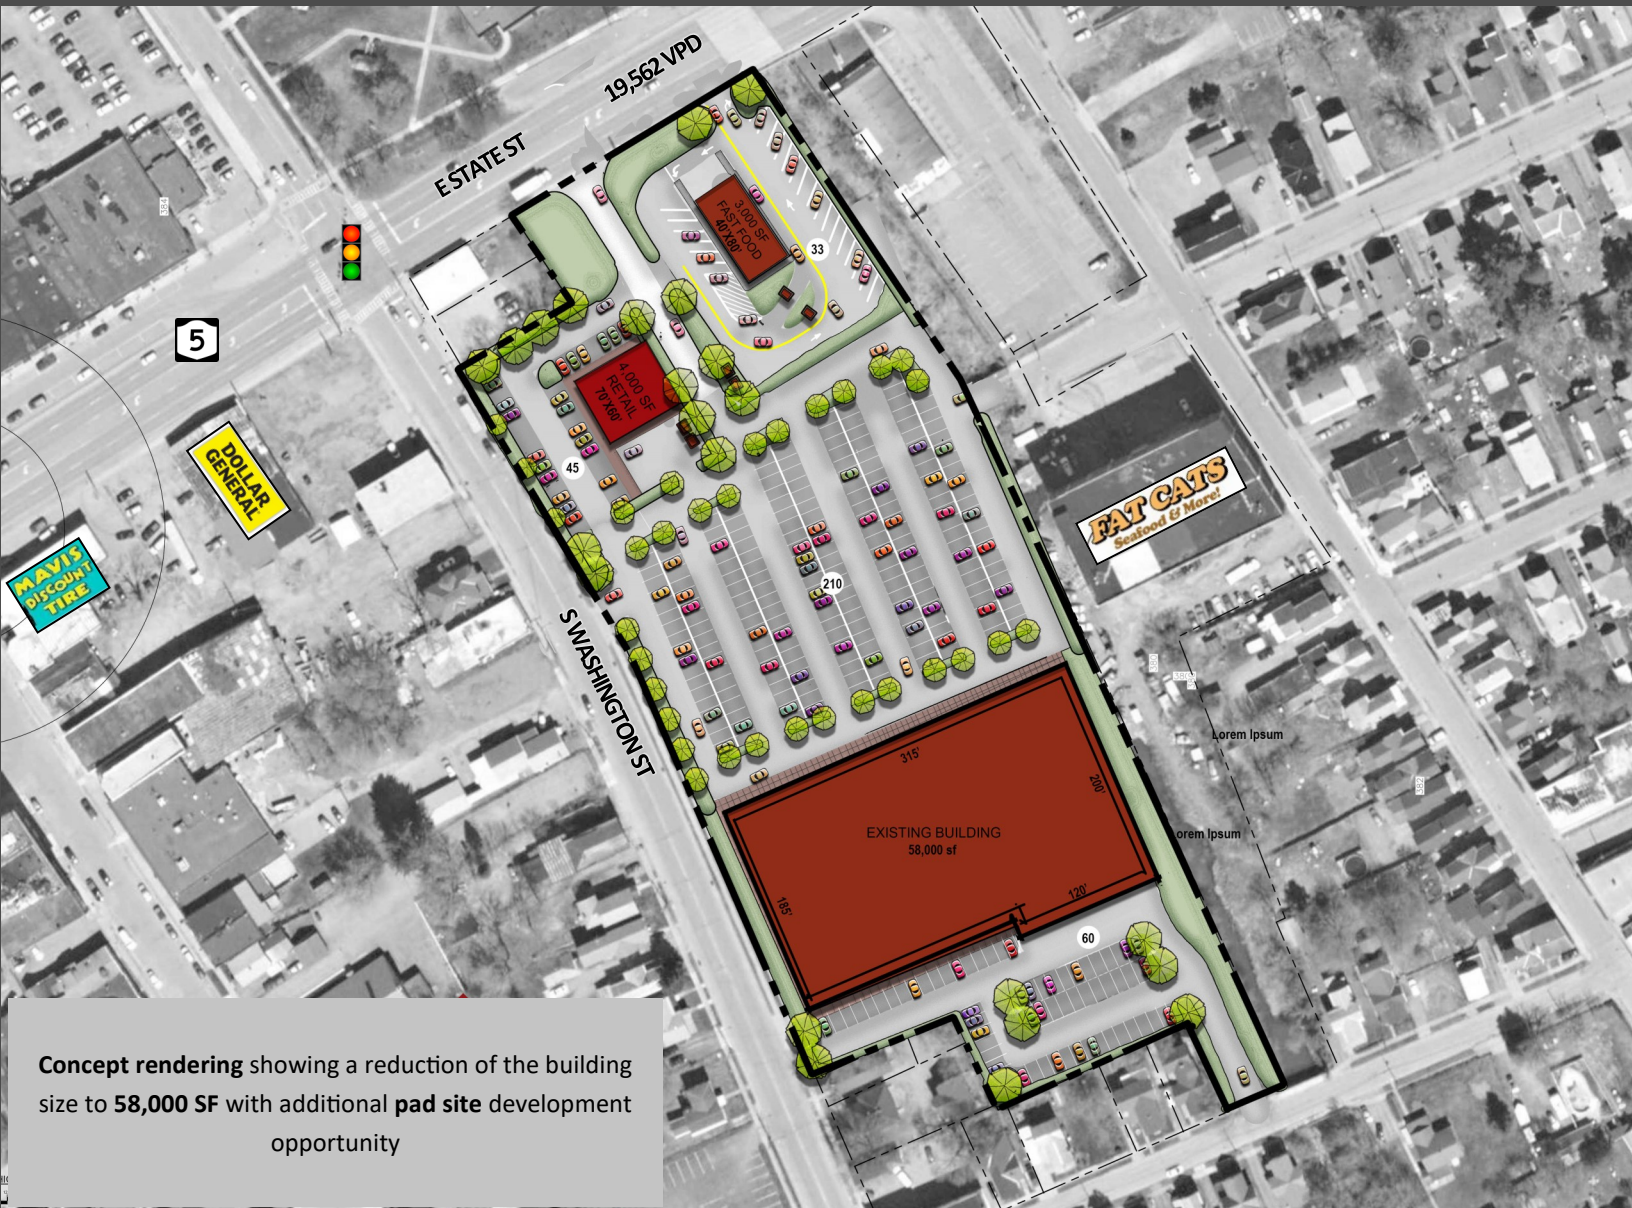 19,562 VPD
E STATE ST
384
5
3,000 SF
FAST FOOD
40'X80'
33
4,000 SF
RETAIL
70'X60'
45
DOLLAR
GENERAL
MAVIS
DISCOUNT
TIRE
FAT CATS
Seafood & More!
210
S WASHINGTON ST
380
Lorem Ipsum
315'
200'
382
EXISTING BUILDING
58,000 sf
orem Ipsum
185'
120'
60
Concept rendering showing a reduction of the building
size to 58,000 SF with additional pad site development
opportunity